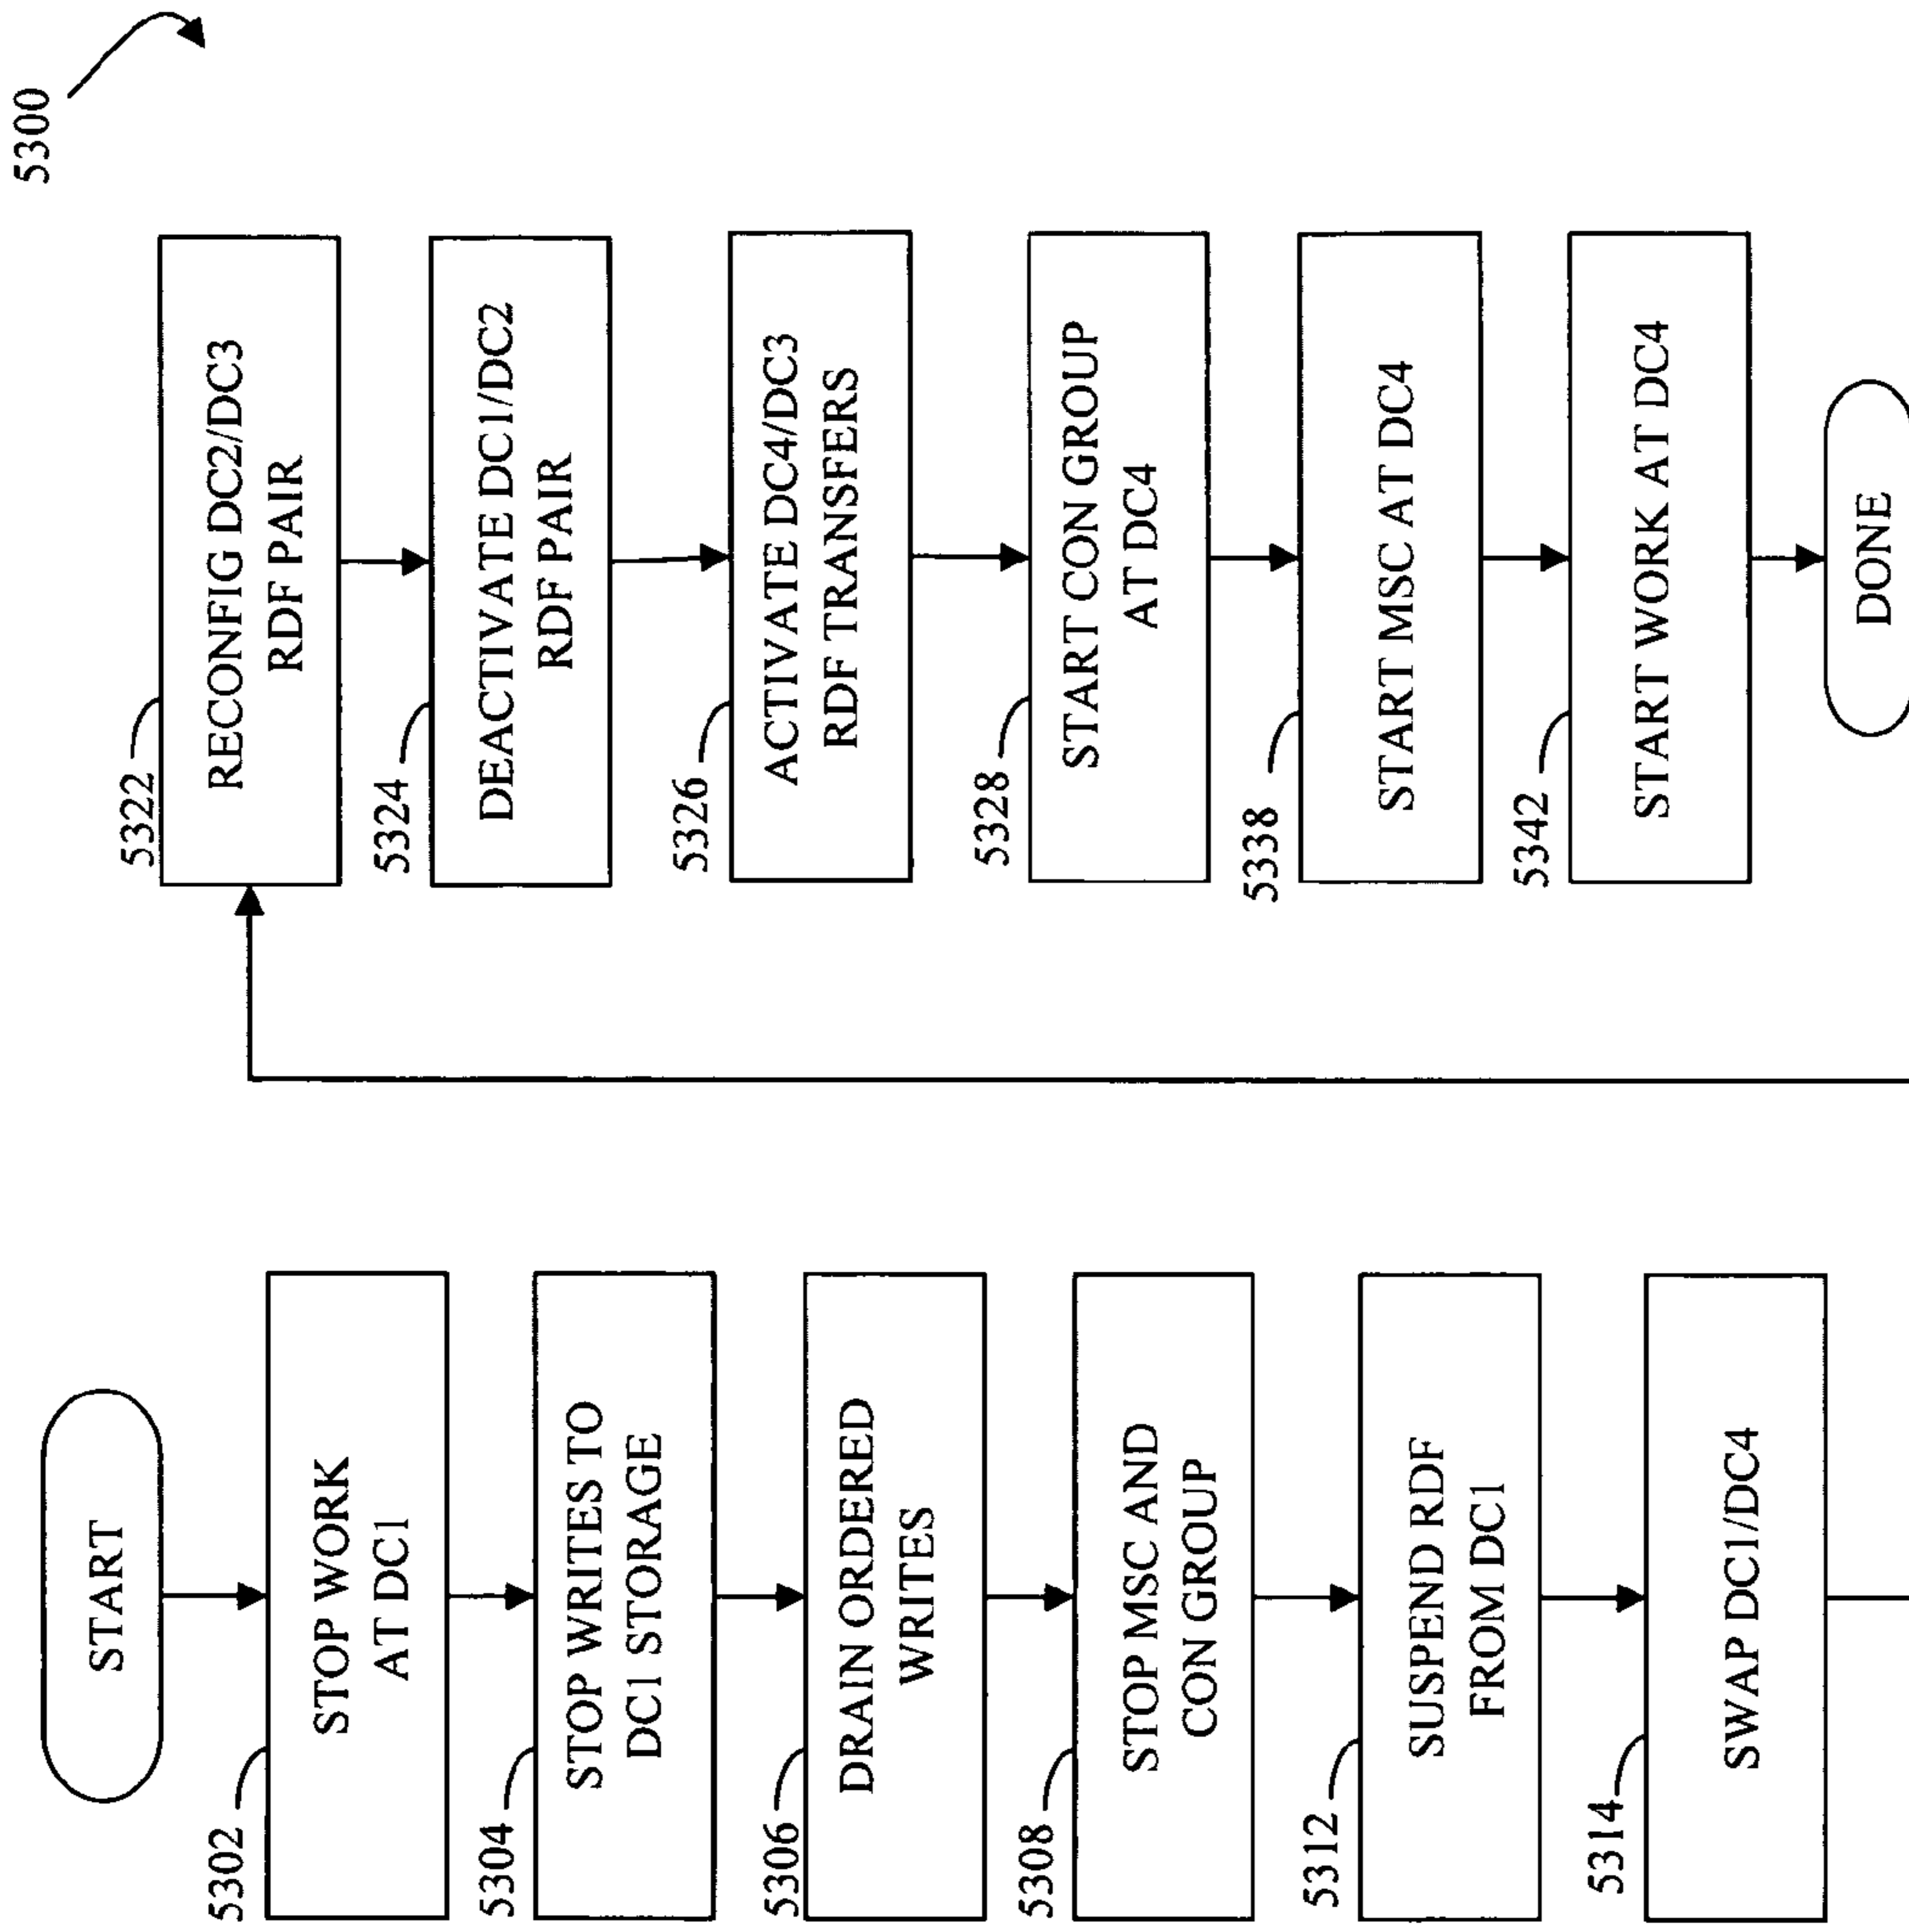 5300
START
5302
STOP WORK
AT DC1
5304
STOP WRITES TO
DC1 STORAGE
5306
DRAIN ORDERED
WRITES
5308
STOP MSC AND
CON GROUP
5312
SUSPEND RDF
FROM DC1
5314
SWAP DC1/DC4
5322
RECONFIG DC2/DC3
RDF PAIR
5324
DEACTIVATE DC1/DC2
RDF PAIR
5326
ACTIVATE DC4/DC3
RDF TRANSFERS
5328
START CON GROUP
AT DC4
5338
START MSC AT DC4
5342
START WORK AT DC4
DONE